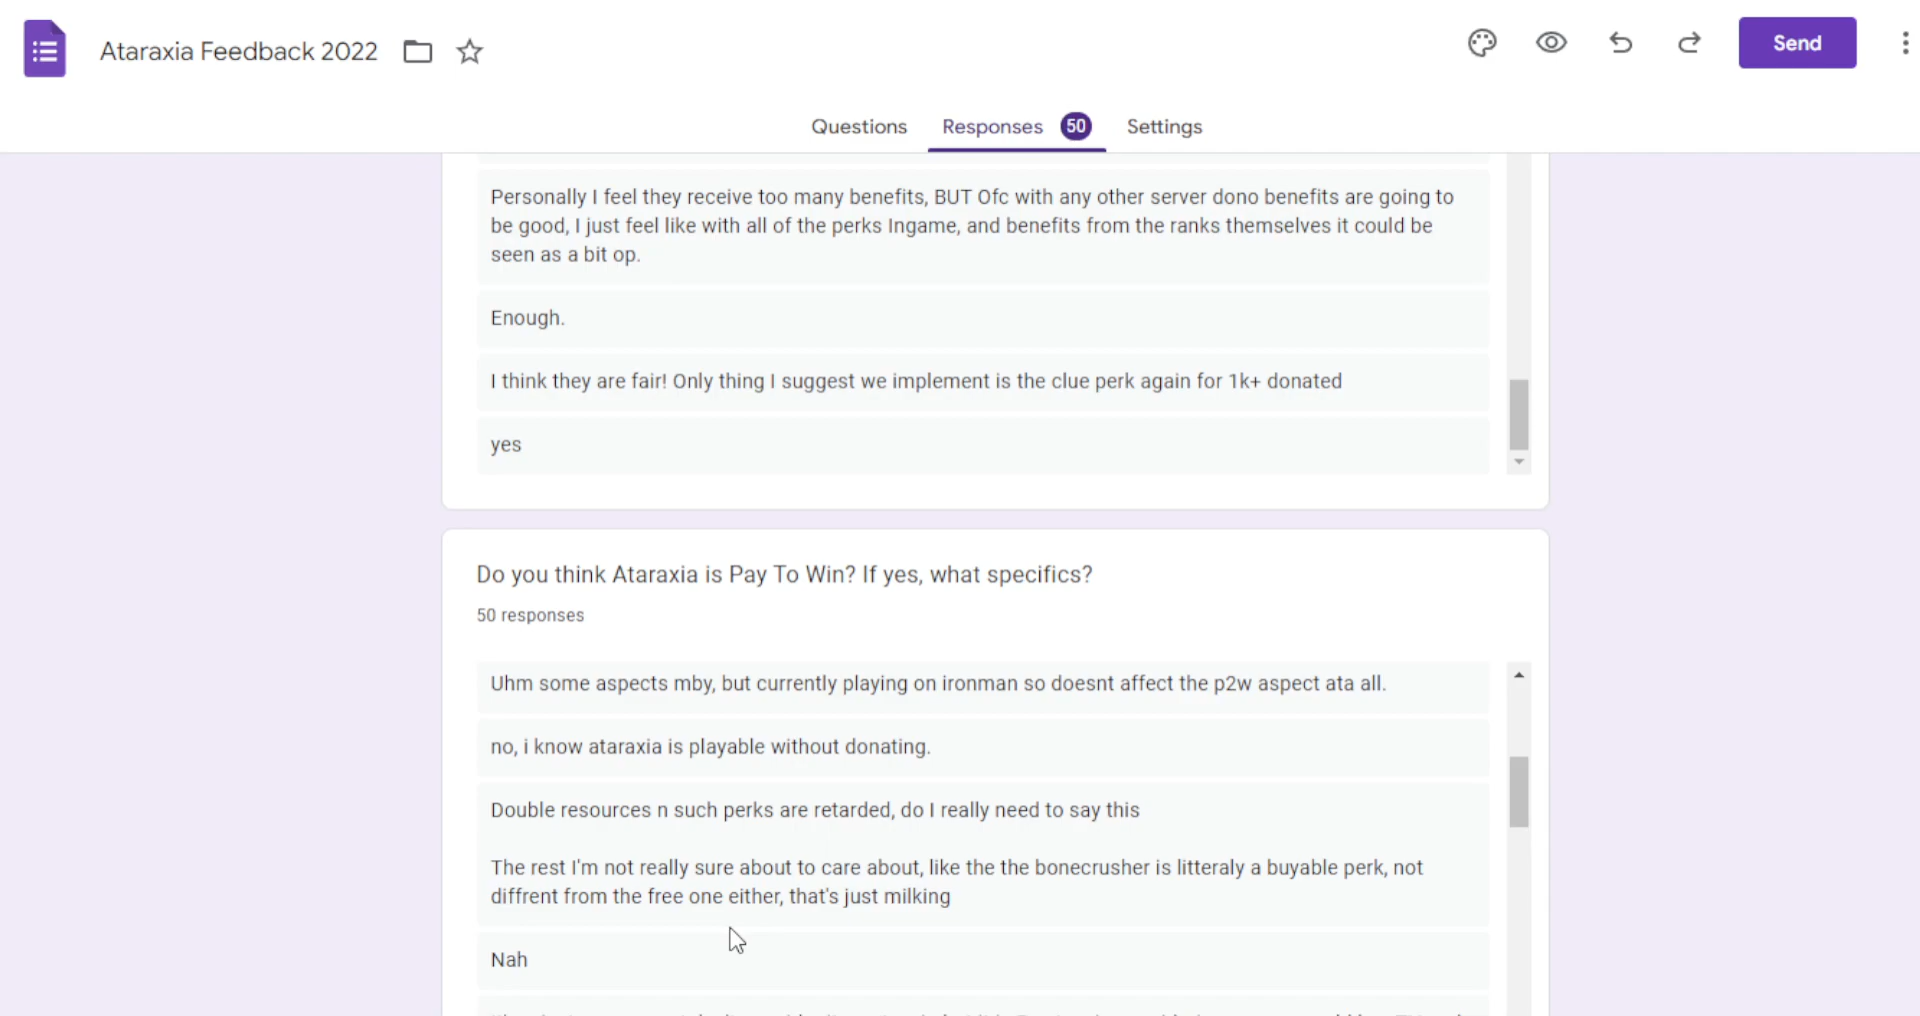 Ataraxia Feedback 2022
Send
Questions
Responses 50
Settings
Personally I feel they receive too many benefits, BUT Ofc with any other server dono benefits are going to
be good, I just feel like with all of the perks Ingame, and benefits from the ranks themselves it could be
seen as a bit op.
Enough.
I think they are fair! Only thing I suggest we implement is the clue perk again for 1k+ donated
yes
Do you think Ataraxia is Pay To Win? If yes, what specifics?
50 responses
Uhm some aspects mby, but currently playing on ironman so doesnt affect the p2w aspect ata all.
no, i know ataraxia is playable without donating.
Double resources n such perks are retarded, do I really need to say this
The rest I'm not really sure about to care about, like the the bonecrusher is litteraly a buyable perk, not
diffrent from the free one either, that's just milking
Nah